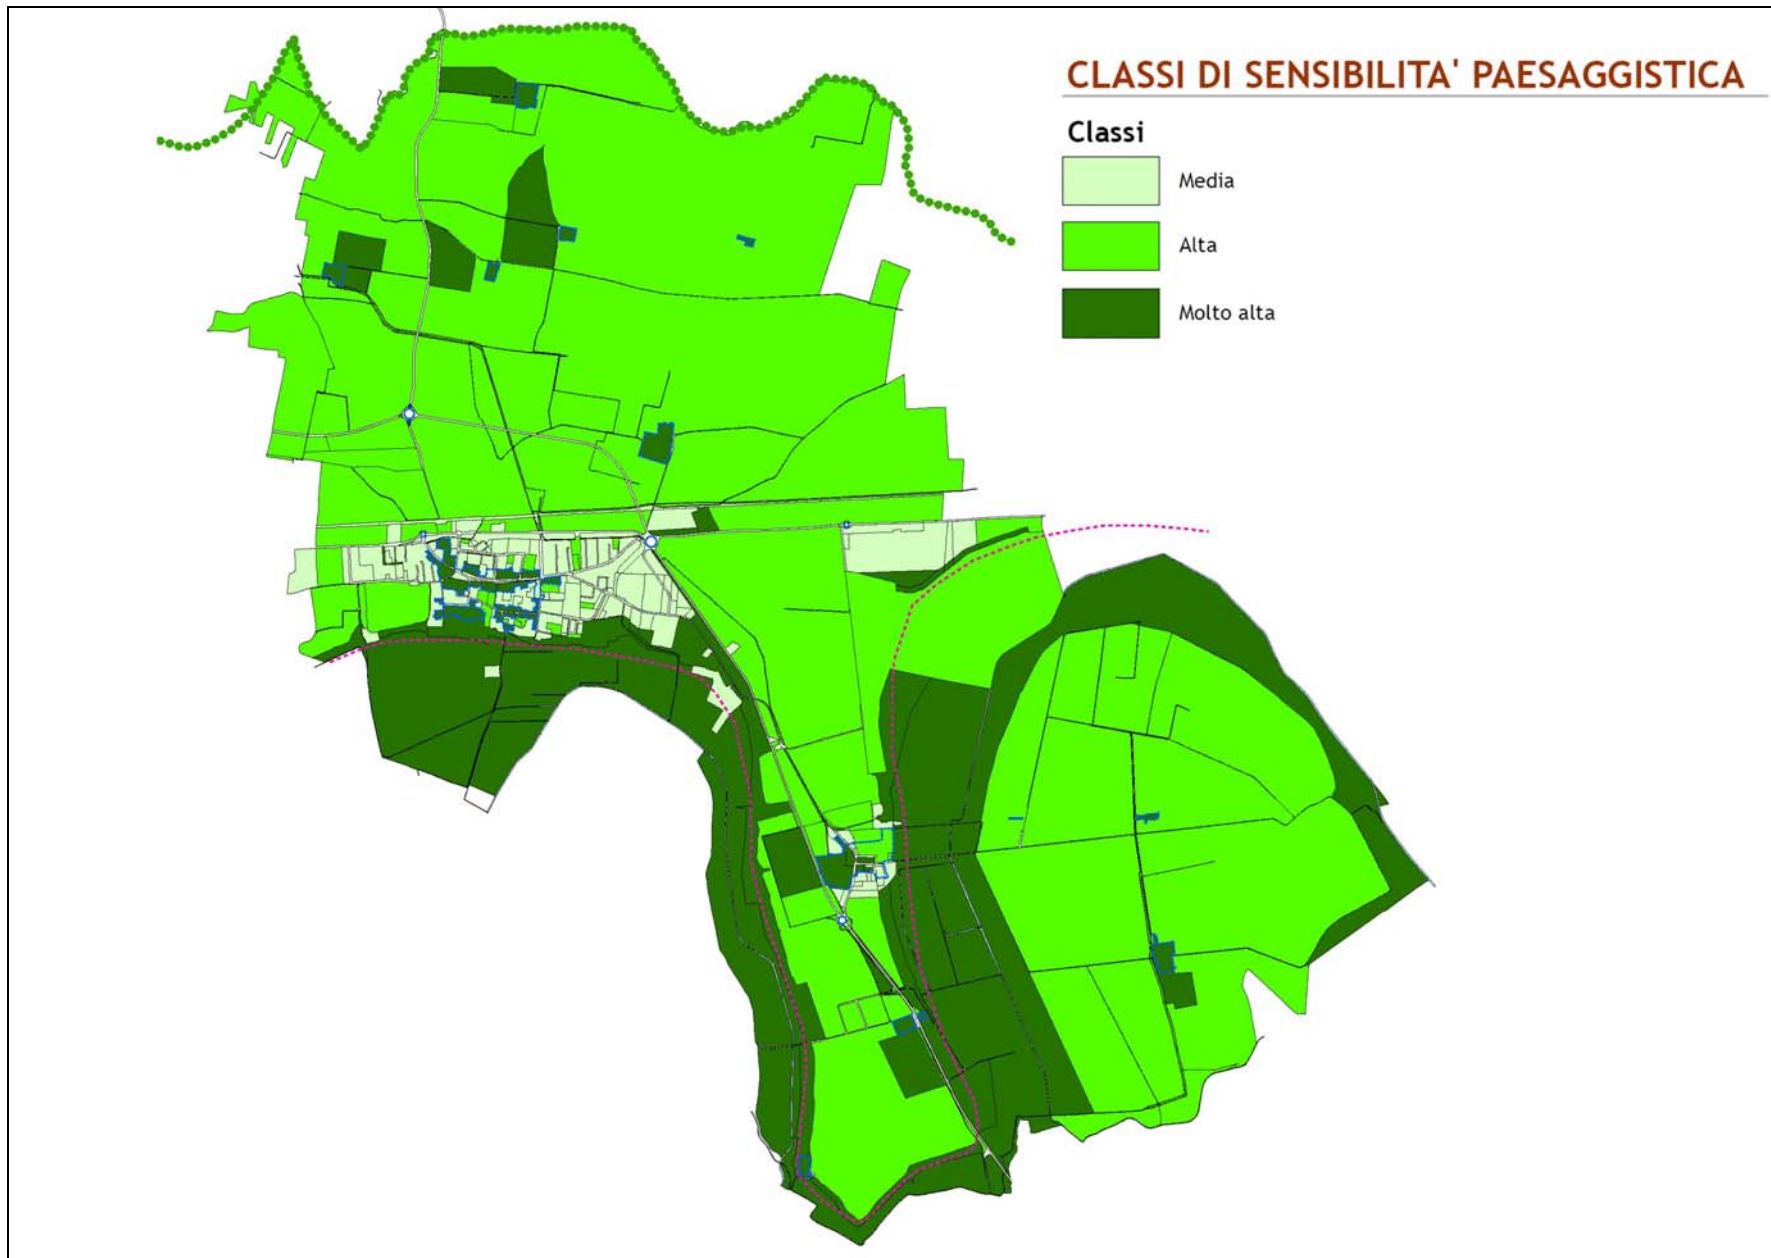 CLASSI DI SENSIBILITA' PAESAGGISTICA
Classi
Media
Alta
Molto alta